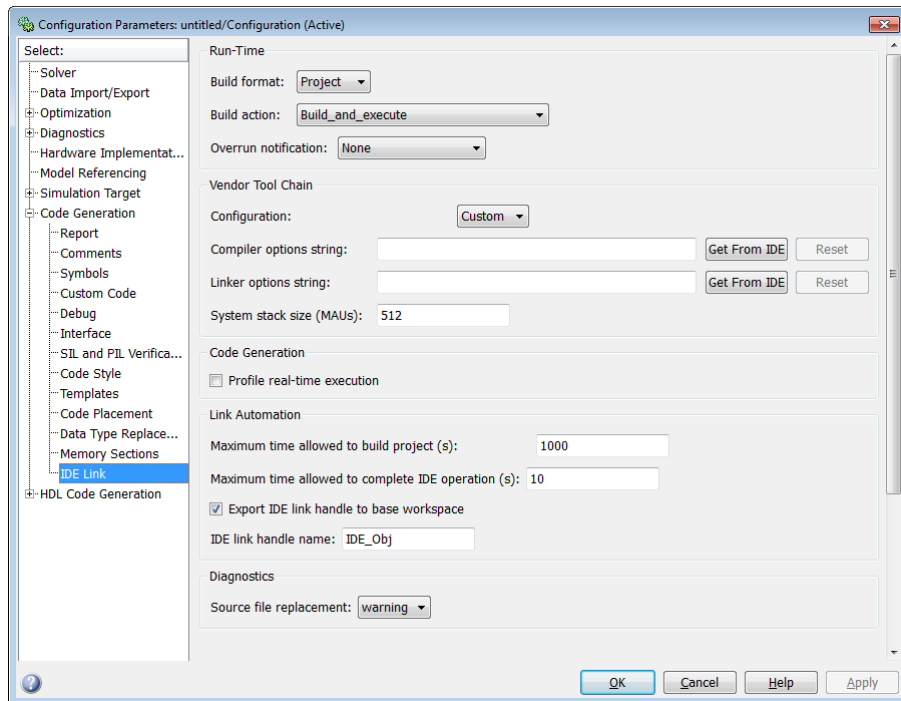 Configuration Parameters: untitled/Configuration (Active)
Select:
Solver
Data Import/Export
Optimization
Diagnostics
Hardware Implementat...
Model Referencing
Simulation Target
Code Generation
Report
Comments
Symbols
Custom Code
Debug
Interface
SIL and PIL Verifica...
Code Style
Templates
Code Placement
Data Type Replace...
Memory Sections
IDE Link
HDL Code Generation
Run-Time
Build format: Project
Build action: Build_and_execute
Overrun notification: None
Vendor Tool Chain
Configuration: Custom
Compiler options string: Get From IDE Reset
Linker options string: Get From IDE Reset
System stack size (MAUs): 512
Code Generation
Profile real-time execution
Link Automation
Maximum time allowed to build project (s): 1000
Maximum time allowed to complete IDE operation (s): 10
Export IDE link handle to base workspace
IDE link handle name: IDE_Obj
Diagnostics
Source file replacement: warning
OK Cancel Help Apply